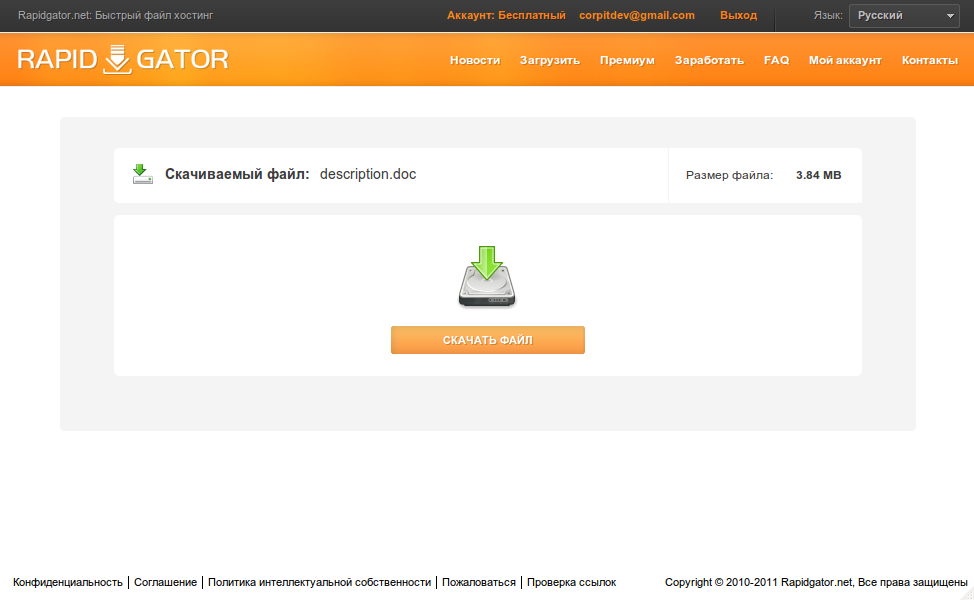 Rapidgator.net: Быстрый файл хостинг
Аккаунт: Бесплатный corpitdev@gmail.com Выход Язык: Русский
RAPID GATOR
Новости Загрузить Премиум Заработать FAQ Мой аккаунт Контакты
Скачиваемый файл: description.doc Размер файла: 3.84 MB
СКАЧАТЬ ФАЙЛ
Конфиденциальность | Соглашение | Политика интеллектуальной собственности | Пожаловаться | Проверка ссылок Copyright © 2010-2011 Rapidgator.net, Все права защищены